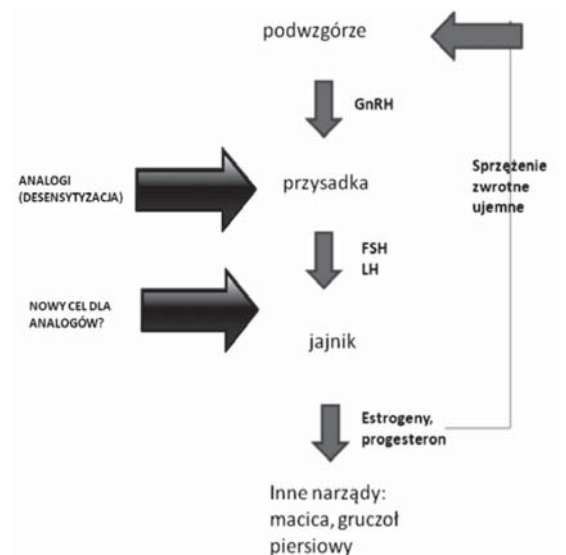 podwzgórze
GnRH
ANALOGI
(DESENSYTYZACJA)
przysadka
Sprzężenie
zwrotne
ujemne
FSH
LH
NOWY CEL DLA
ANALOGÓW?
jajnik
Estrogeny,
progesteron
Inne narządy:
macica, gruczoł
piersiowy